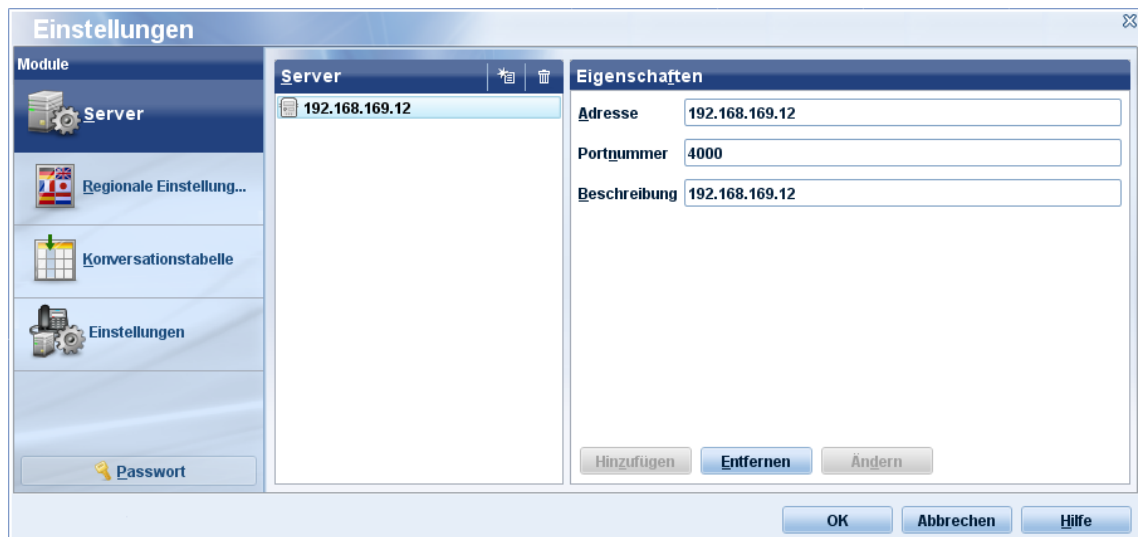 Einstellungen
Module
Server
Regionale Einstellung...
Konversationstabelle
Einstellungen
Passwort
Server
192.168.169.12
Eigenschaften
Adresse 192.168.169.12
Portnummer 4000
Beschreibung 192.168.169.12
Hinzufügen Entfernen Ändern
OK Abbrechen Hilfe